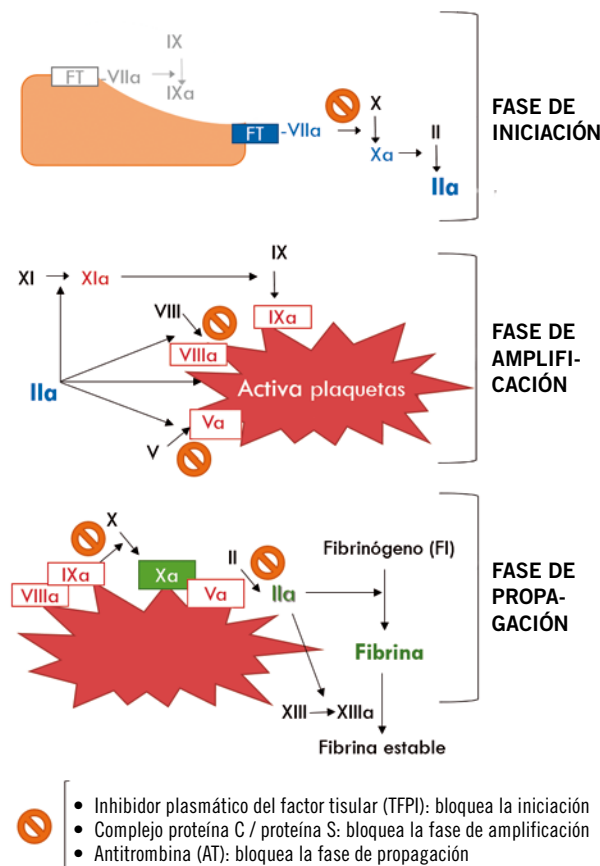 IX
FT
-VIIa
IXa
FT
-VIIa
X
Xa
II
IIa
FASE DE
INICIACIÓN
XI
XIa
IX
VIII
IXa
VIIIa
IIa
Activa plaquetas
Va
V
FASE DE
AMPLIFI-
CACIÓN
X
IXa
VIIIa
Xa
Va
II
IIa
Fibrinógeno (FI)
Fibrina
XIII
XIIIa
Fibrina estable
FASE DE
PROPA-
GACIÓN
• Inhibidor plasmático del factor tisular (TFPI): bloquea la iniciación
• Complejo proteína C / proteína S: bloquea la fase de amplificación
• Antitrombina (AT): bloquea la fase de propagación